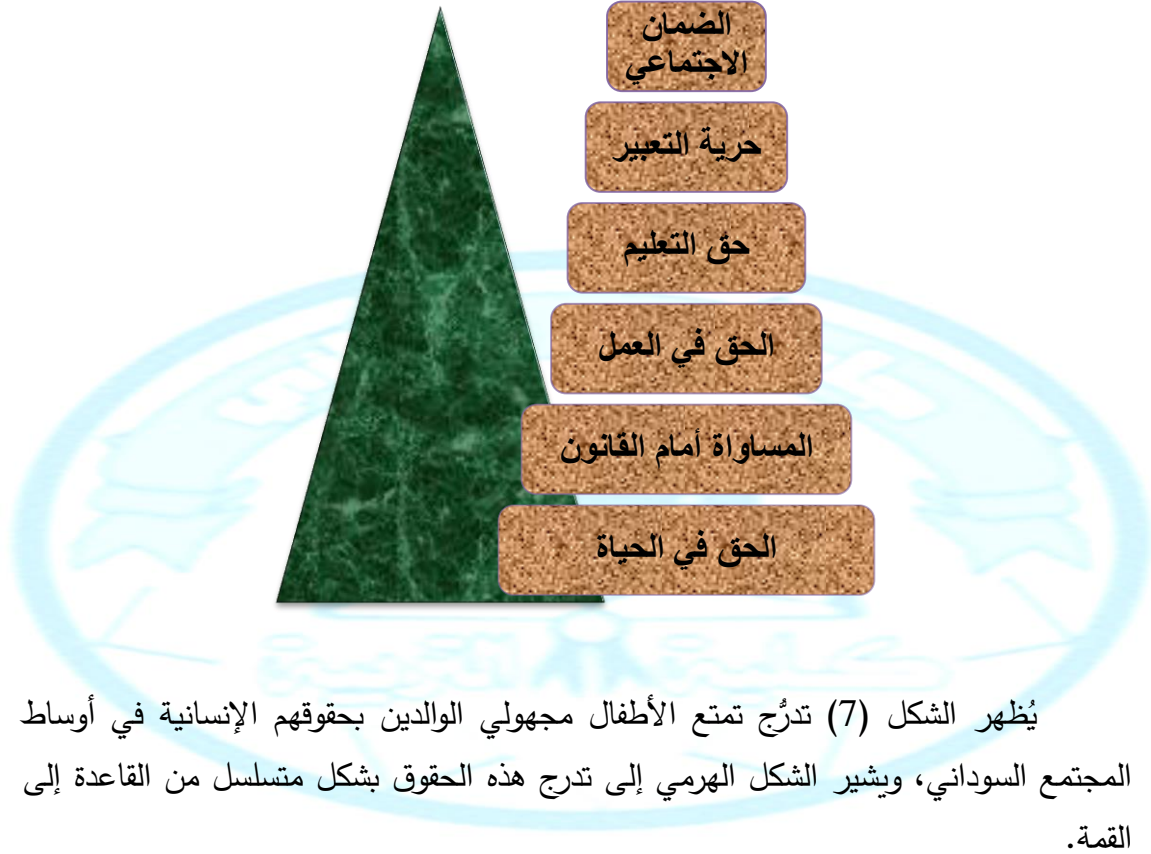 الضمان
الاجتماعي
حرية التعبير
حق التعليم
الحق في العمل
المساواة أمام القانون
الحق في الحياة
كلية التربية
يُظهر الشكل (7) تدرُّج تمتع الأطفال مجهولي الوالدين بحقوقهم الإنسانية في أوساط
المجتمع السوداني، ويشير الشكل الهرمي إلى تدرج هذه الحقوق بشكل متسلسل من القاعدة إلى
القمة.